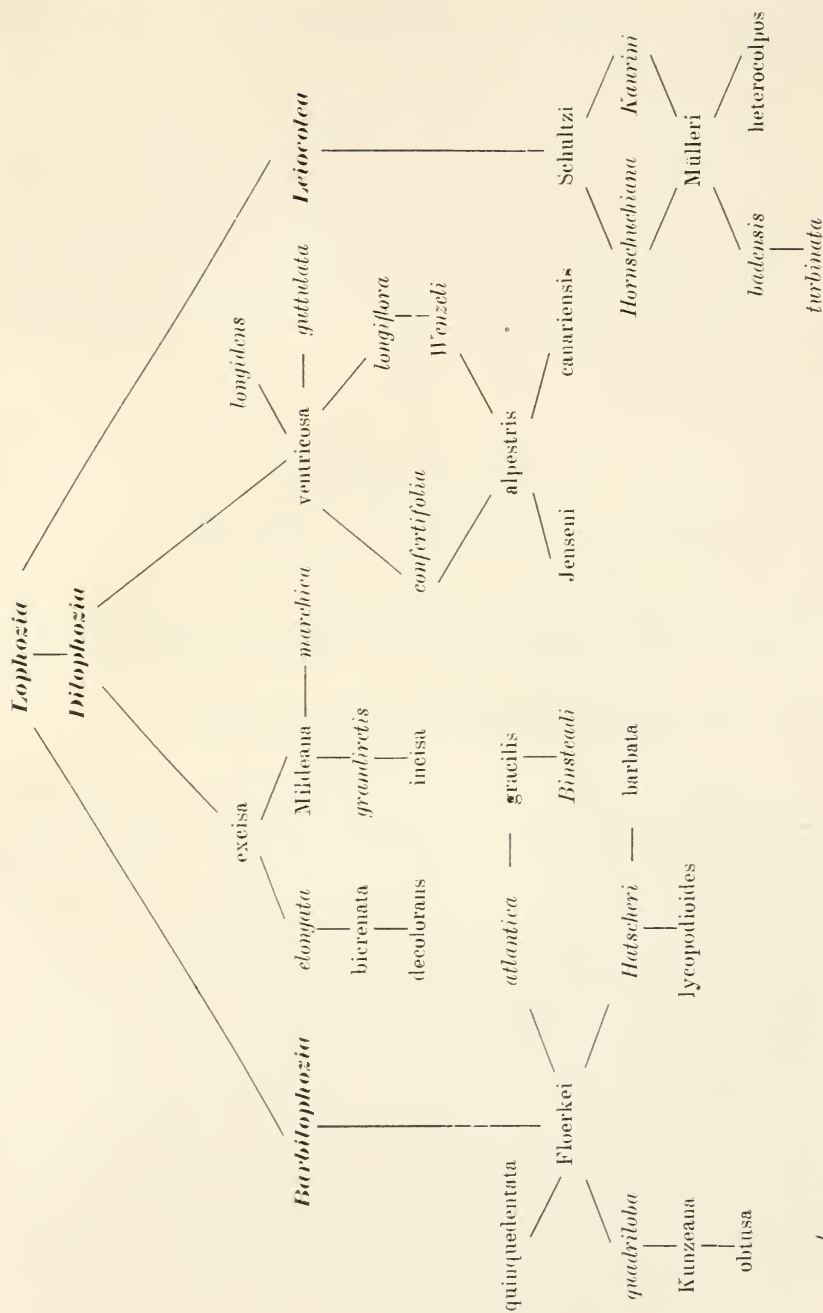 Lophozia
Dilophozia
Barbilophozia
Leiocolea
excisa
longidens
elongata
Mildeana
marchica
ventricosa
guttulata
bicrenata
grandiretis
longiflora
decolorans
incisa
confertifolia
Wenzeli
quinquedentata
atlantica
gracilis
alpestris
Floerkei
Binsteadi
Jenseni
canariensis
Schultzi
quadriloba
Hatscheri
barbata
Hornschuchiana
Kaurini
Kunzeana
lycopodioides
Mülleri
obtusa
badensis
heterocolpos
turbinata